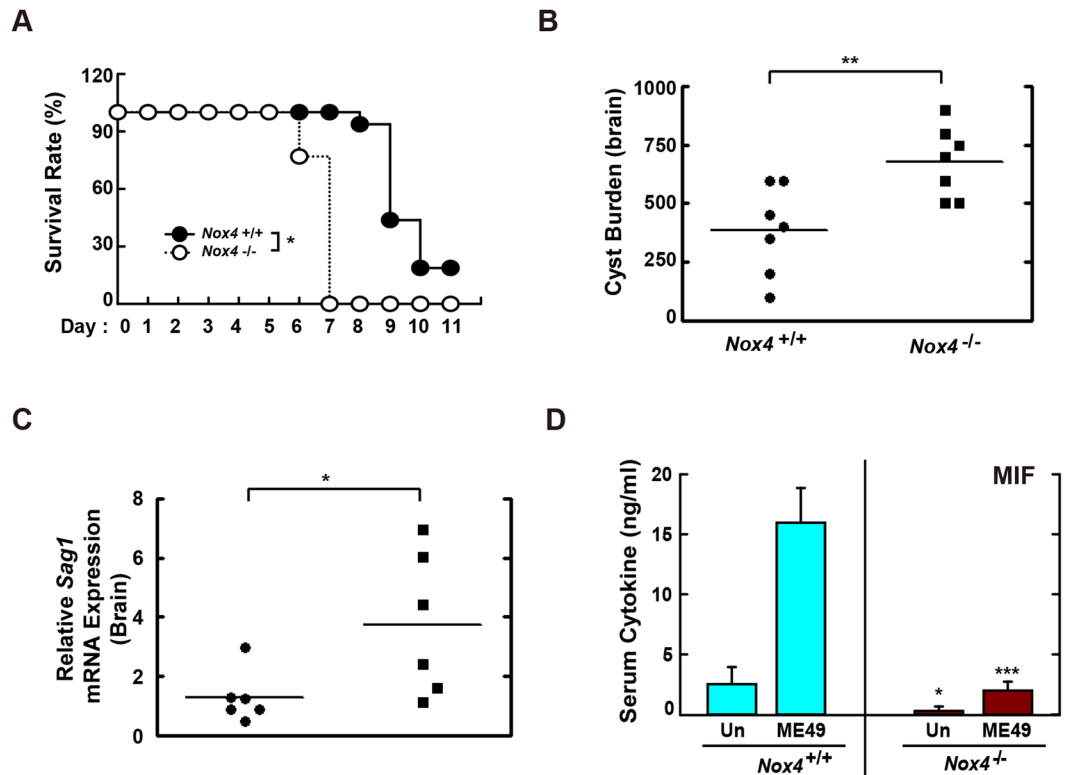 A
Survival Rate (%)
120
90
60
30
0
Nox4 +/+
Nox4 -/-
*
Day : 0 1 2 3 4 5 6 7 8 9 10 11
B
**
Cyst Burden (brain)
1000
750
500
250
0
Nox4 +/+
Nox4 -/-
C
*
Relative Sag1
mRNA Expression
(Brain)
8
6
4
2
0
D
MIF
Serum Cytokine (ng/ml)
20
15
10
5
0
*
***
Un ME49 Un ME49
Nox4+/+ Nox4-/-